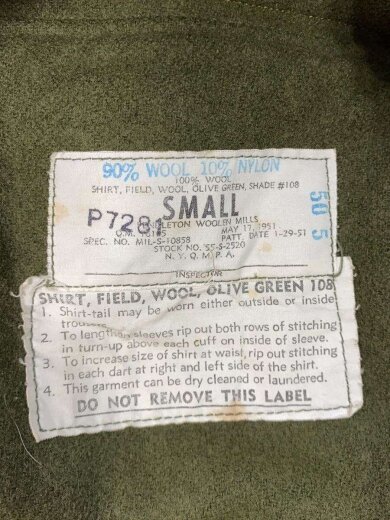 90% WOOL 10% NYLON
100% WOOL
SHIRT, FIELD, WOOL, OLIVE GREEN, SHADE #108
SMALL
P7281
PENDLETON WOOLEN MILLS
MAY 17, 1951
SPEC. NO. MIL-S-10858
PATT DATE 1-29-51
STOCK NO. 55-S-2520
N. Y. Q. M. P. A.
INSPECTOR
50 5
SHIRT, FIELD, WOOL, OLIVE GREEN 108
1. Shirt-tail may be worn either outside or inside
trousers.
2. To lengthen sleeves rip out both rows of stitching
in turn-up above each cuff on inside of sleeve.
3. To increase size of shirt at waist, rip out stitching
in each dart at right and left side of the shirt.
4. This garment can be dry cleaned or laundered.
DO NOT REMOVE THIS LABEL